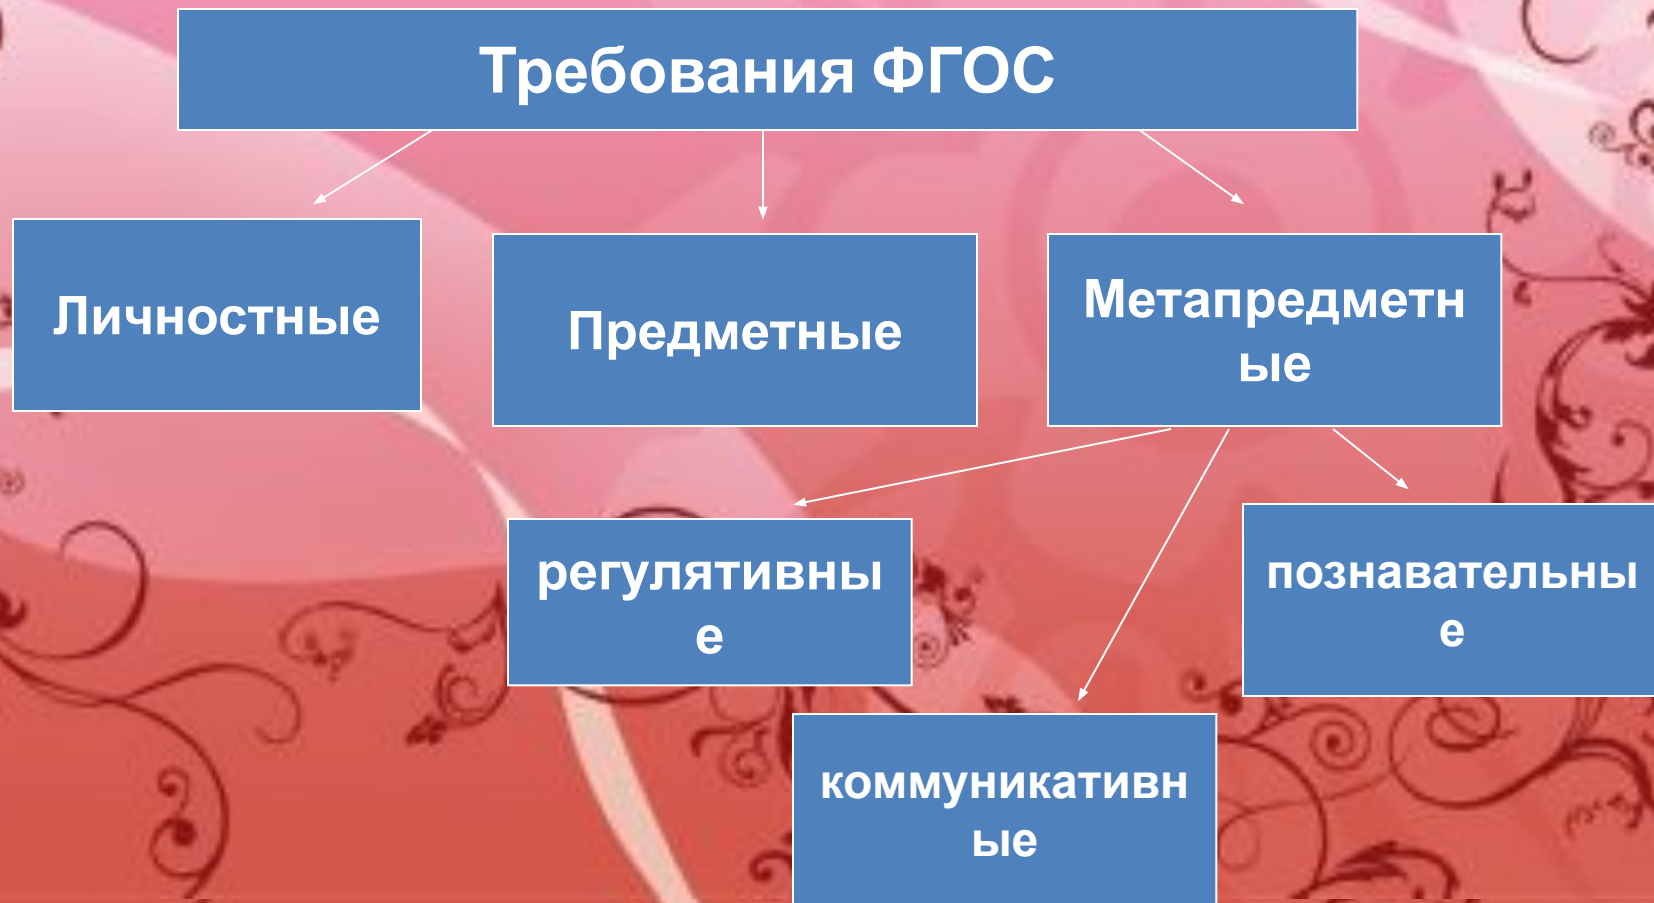 Требования ФГОС
Личностные
Предметные
Метапредметн
ые
регулятивны
е
познавательны
е
коммуникативн
ые